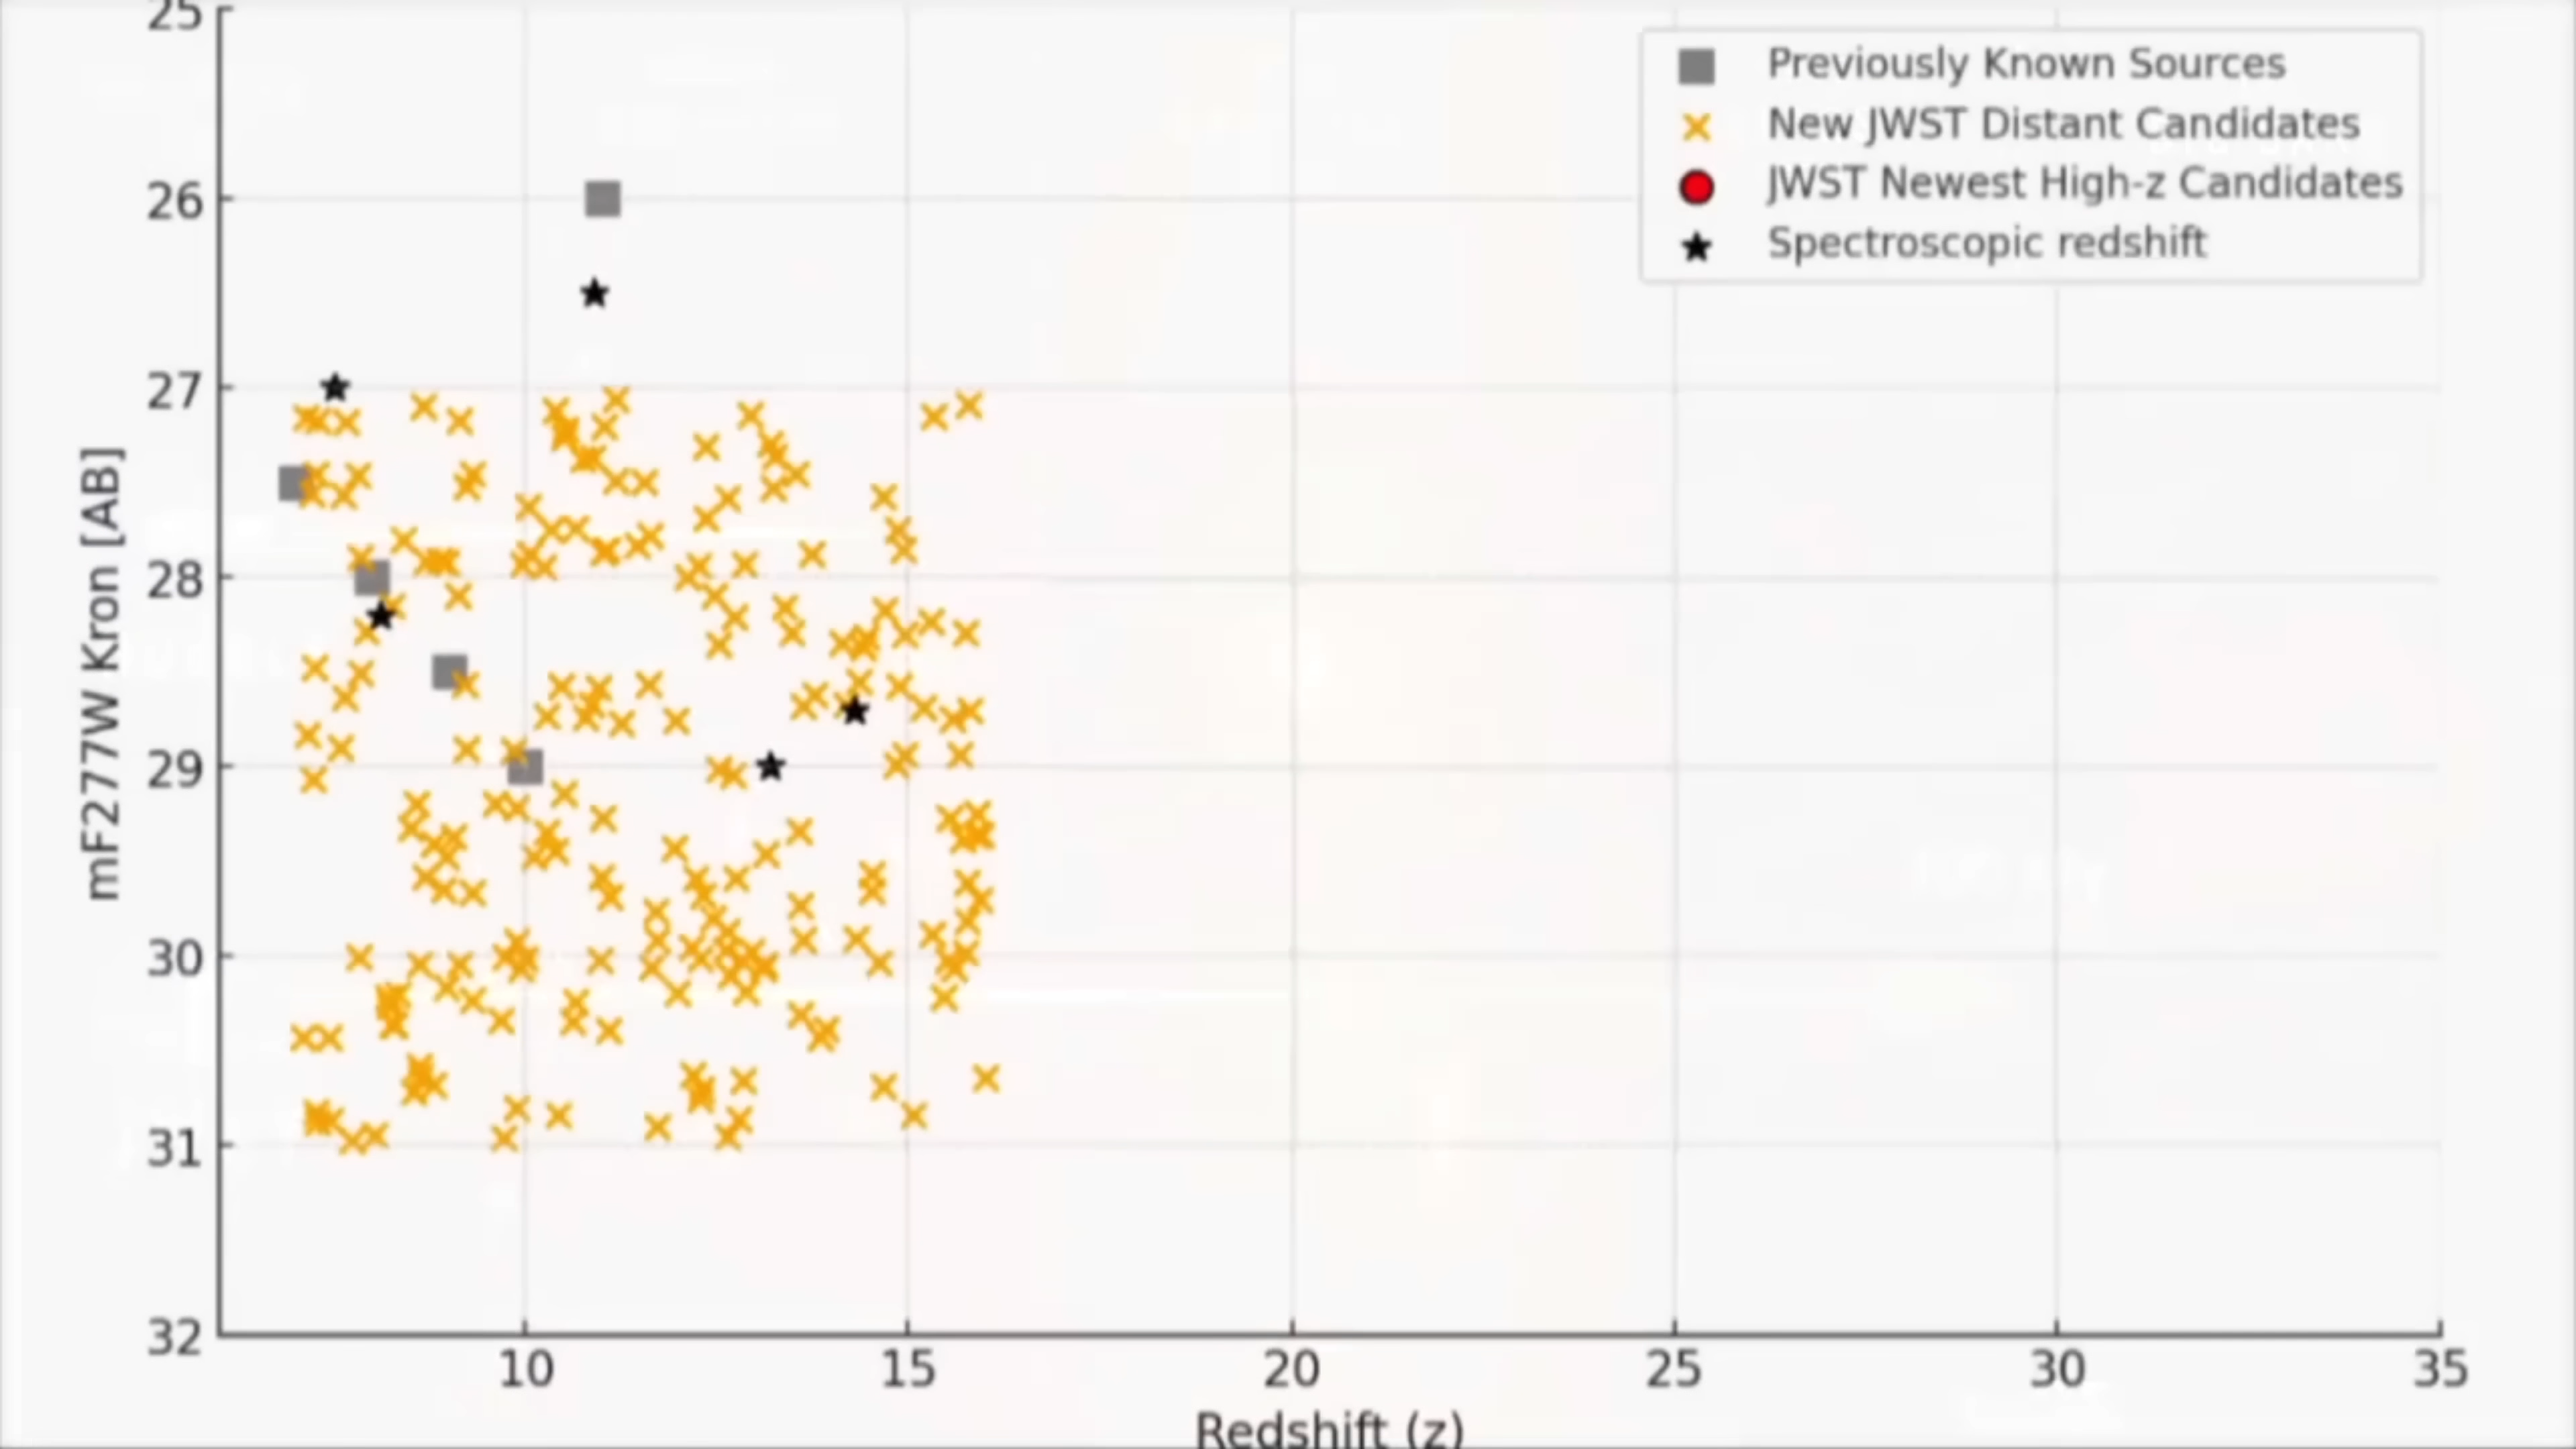 25
26
27
28
29
30
31
32
mF277W Kron [AB]
Previously Known Sources
New JWST Distant Candidates
JWST Newest High-z Candidates
Spectroscopic redshift
10 15 20 25 30 35
Redshift (z)